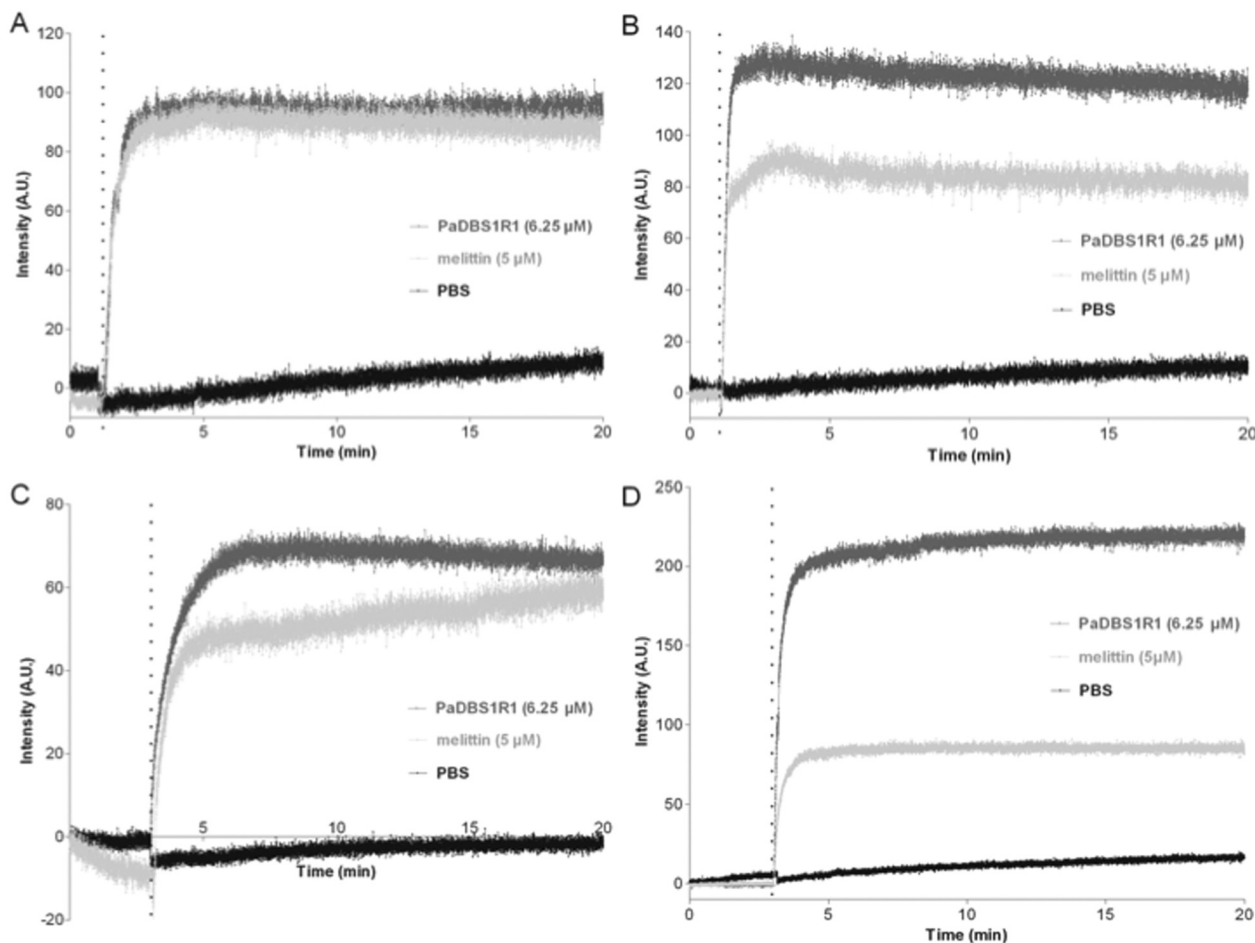 A
120
100
80
60
40
20
0
Intensity (A.U.)
PaDBS1R1 (6.25 µM)
melittin (5 µM)
PBS
0 5 10 15 20
Time (min)
B
140
120
100
80
60
40
20
0
Intensity (A.U.)
PaDBS1R1 (6.25 µM)
melittin (5 µM)
PBS
0 5 10 15 20
Time (min)
C
80
60
40
20
0
-20
Intensity (A.U.)
PaDBS1R1 (6.25 µM)
melittin (5 µM)
PBS
5 10 15 20
Time (min)
D
250
200
150
100
50
0
Intensity (A.U.)
PaDBS1R1 (6.25 µM)
melittin (5µM)
PBS
0 5 10 15 20
Time (min)